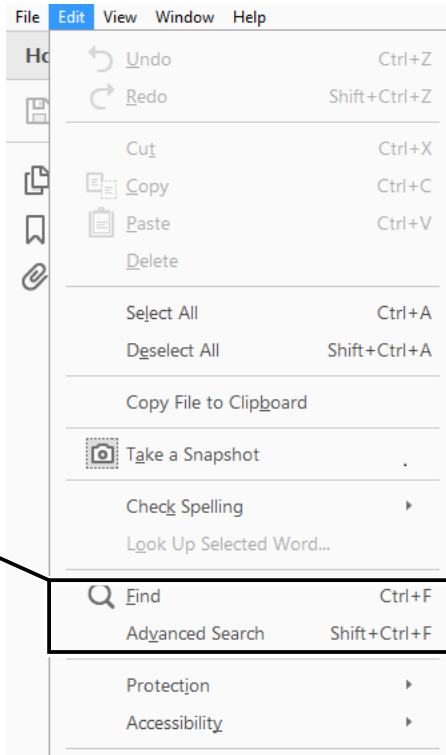 File Edit View Window Help
Ho
Undo Ctrl+Z
Redo Shift+Ctrl+Z
Cut Ctrl+X
Copy Ctrl+C
Paste Ctrl+V
Delete
Select All Ctrl+A
Deselect All Shift+Ctrl+A
Copy File to Clipboard
Take a Snapshot
Check Spelling
Look Up Selected Word...
Find Ctrl+F
Advanced Search Shift+Ctrl+F
Protection
Accessibility